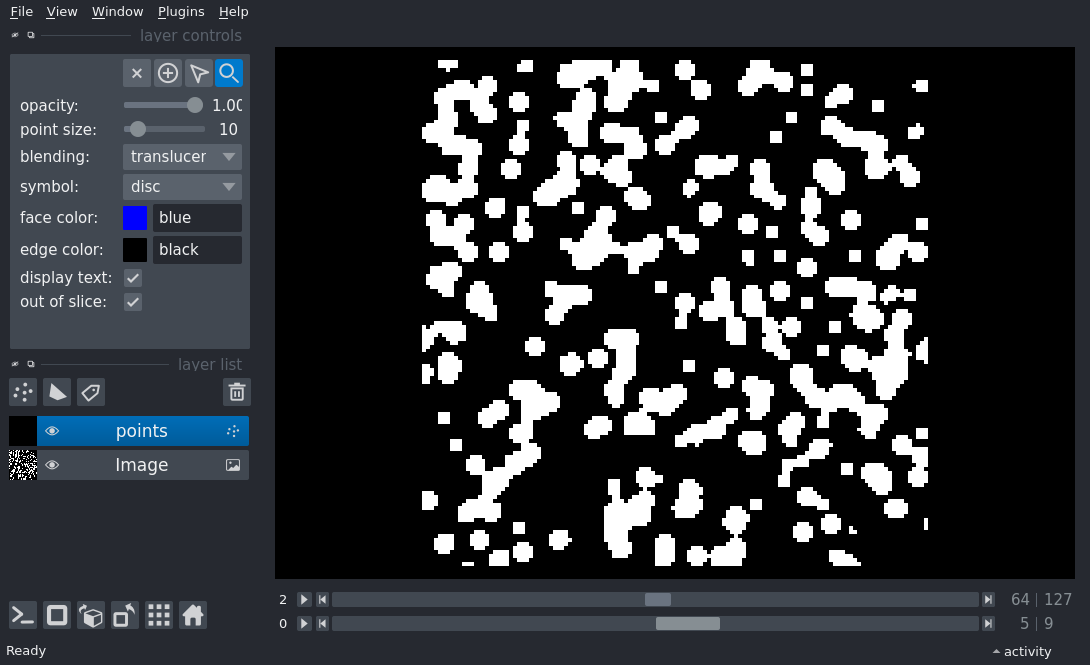 File View Window Plugins Help
layer controls
opacity: 1.00
point size: 10
blending: translucer
symbol: disc
face color: blue
edge color: black
display text:
out of slice:
layer list
points
Image
2 64 | 127
0 5 | 9
Ready activity